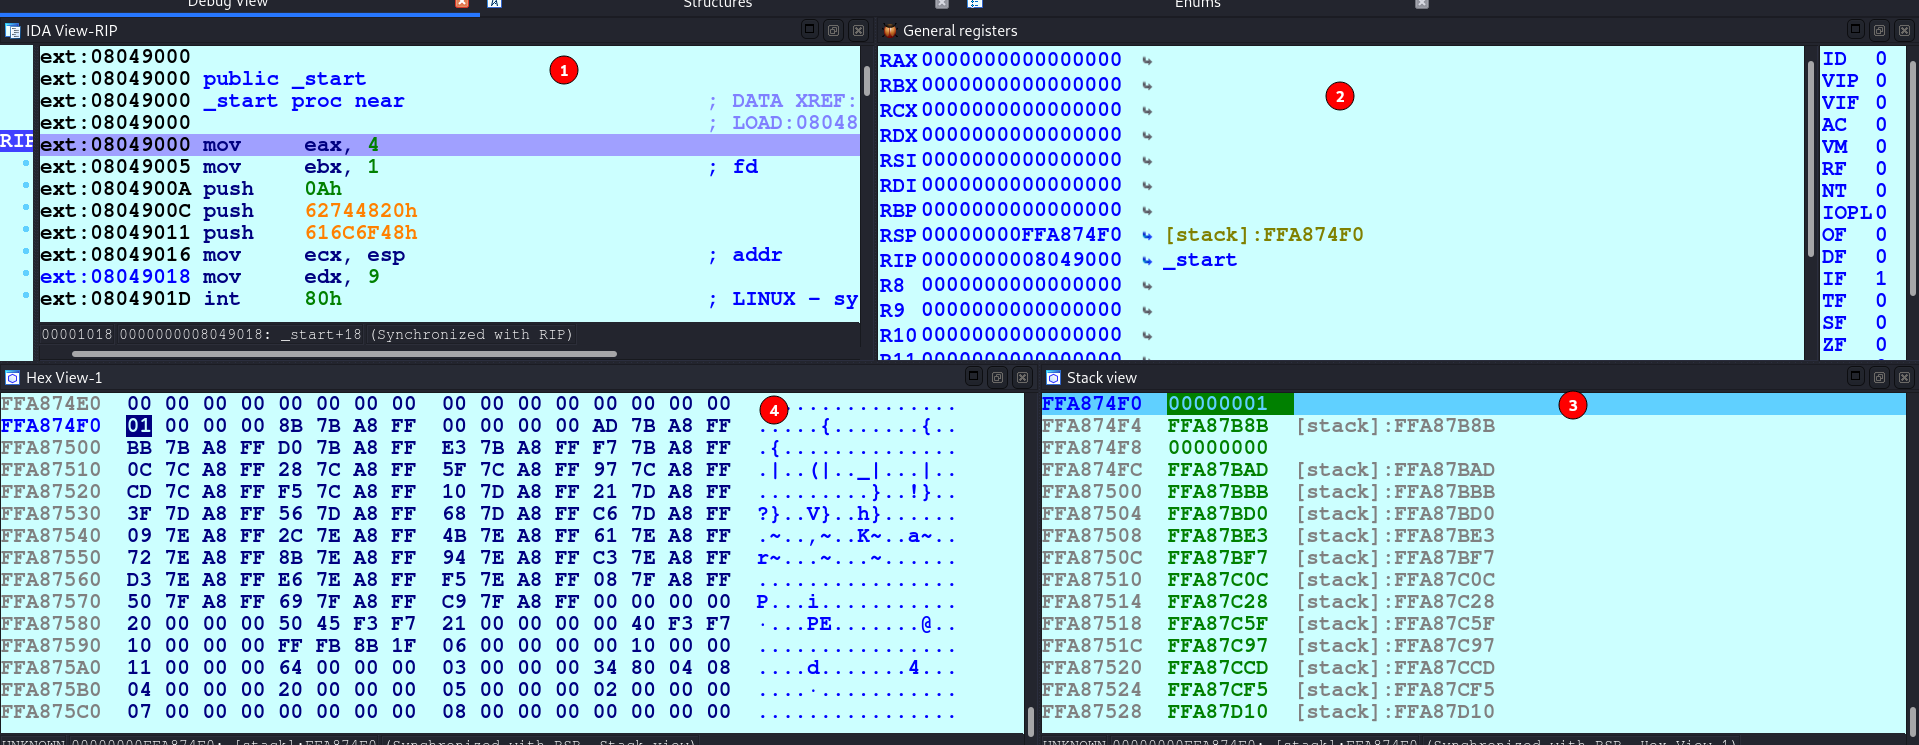 Debug View
Structures
Enums
IDA View-RIP
1
ext:08049000
ext:08049000 public _start
ext:08049000 _start proc near ; DATA XREF:
ext:08049000 ; LOAD:08048
RIP
ext:08049000 mov eax, 4
ext:08049005 mov ebx, 1 ; fd
ext:0804900A push 0Ah
ext:0804900C push 62744820h
ext:08049011 push 616C6F48h
ext:08049016 mov ecx, esp ; addr
ext:08049018 mov edx, 9
ext:0804901D int 80h ; LINUX - sy
00001018 0000000008049018: _start+18 (Synchronized with RIP)
General registers
2
RAX 0000000000000000
RBX 0000000000000000
RCX 0000000000000000
RDX 0000000000000000
RSI 0000000000000000
RDI 0000000000000000
RBP 0000000000000000
RSP 00000000FFA874F0 [stack]:FFA874F0
RIP 0000000008049000 _start
R8 0000000000000000
R9 0000000000000000
R10 0000000000000000
R11 0000000000000000
ID 0
VIP 0
VIF 0
AC 0
VM 0
RF 0
NT 0
IOPL 0
OF 0
DF 0
IF 1
TF 0
SF 0
ZF 0
Hex View-1
4
FFA874E0 00 00 00 00 00 00 00 00 00 00 00 00 00 00 00 00 ................
FFA874F0 01 00 00 00 8B 7B A8 FF 00 00 00 00 AD 7B A8 FF .....{.......{..
FFA87500 BB 7B A8 FF D0 7B A8 FF E3 7B A8 FF F7 7B A8 FF .{..............
FFA87510 0C 7C A8 FF 28 7C A8 FF 5F 7C A8 FF 97 7C A8 FF .|..(|.._|...|..
FFA87520 CD 7C A8 FF F5 7C A8 FF 10 7D A8 FF 21 7D A8 FF .........}..!}..
FFA87530 3F 7D A8 FF 56 7D A8 FF 68 7D A8 FF C6 7D A8 FF ?}..V}..h}......
FFA87540 09 7E A8 FF 2C 7E A8 FF 4B 7E A8 FF 61 7E A8 FF .~..,~..K~..a~..
FFA87550 72 7E A8 FF 8B 7E A8 FF 94 7E A8 FF C3 7E A8 FF r~...~...~......
FFA87560 D3 7E A8 FF E6 7E A8 FF F5 7E A8 FF 08 7F A8 FF ................
FFA87570 50 7F A8 FF 69 7F A8 FF C9 7F A8 FF 00 00 00 00 P...i...........
FFA87580 20 00 00 00 50 45 F3 F7 21 00 00 00 00 40 F3 F7 ....PE.......@..
FFA87590 10 00 00 00 FF FB 8B 1F 06 00 00 00 00 10 00 00 ................
FFA875A0 11 00 00 00 64 00 00 00 03 00 00 00 34 80 04 08 ....d.......4...
FFA875B0 04 00 00 00 20 00 00 00 05 00 00 00 02 00 00 00 ................
FFA875C0 07 00 00 00 00 00 00 00 08 00 00 00 00 00 00 00 ................
UNKNOWN 00000000FFA874F0: [stack]:FFA874F0 (Synchronized with RSP, Stack view)
Stack view
3
FFA874F0 00000001
FFA874F4 FFA87B8B [stack]:FFA87B8B
FFA874F8 00000000
FFA874FC FFA87BAD [stack]:FFA87BAD
FFA87500 FFA87BBB [stack]:FFA87BBB
FFA87504 FFA87BD0 [stack]:FFA87BD0
FFA87508 FFA87BE3 [stack]:FFA87BE3
FFA8750C FFA87BF7 [stack]:FFA87BF7
FFA87510 FFA87C0C [stack]:FFA87C0C
FFA87514 FFA87C28 [stack]:FFA87C28
FFA87518 FFA87C5F [stack]:FFA87C5F
FFA8751C FFA87C97 [stack]:FFA87C97
FFA87520 FFA87CCD [stack]:FFA87CCD
FFA87524 FFA87CF5 [stack]:FFA87CF5
FFA87528 FFA87D10 [stack]:FFA87D10
UNKNOWN 00000000FFA874F0: [stack]:FFA874F0 (Synchronized with RSP, Hex View-1)